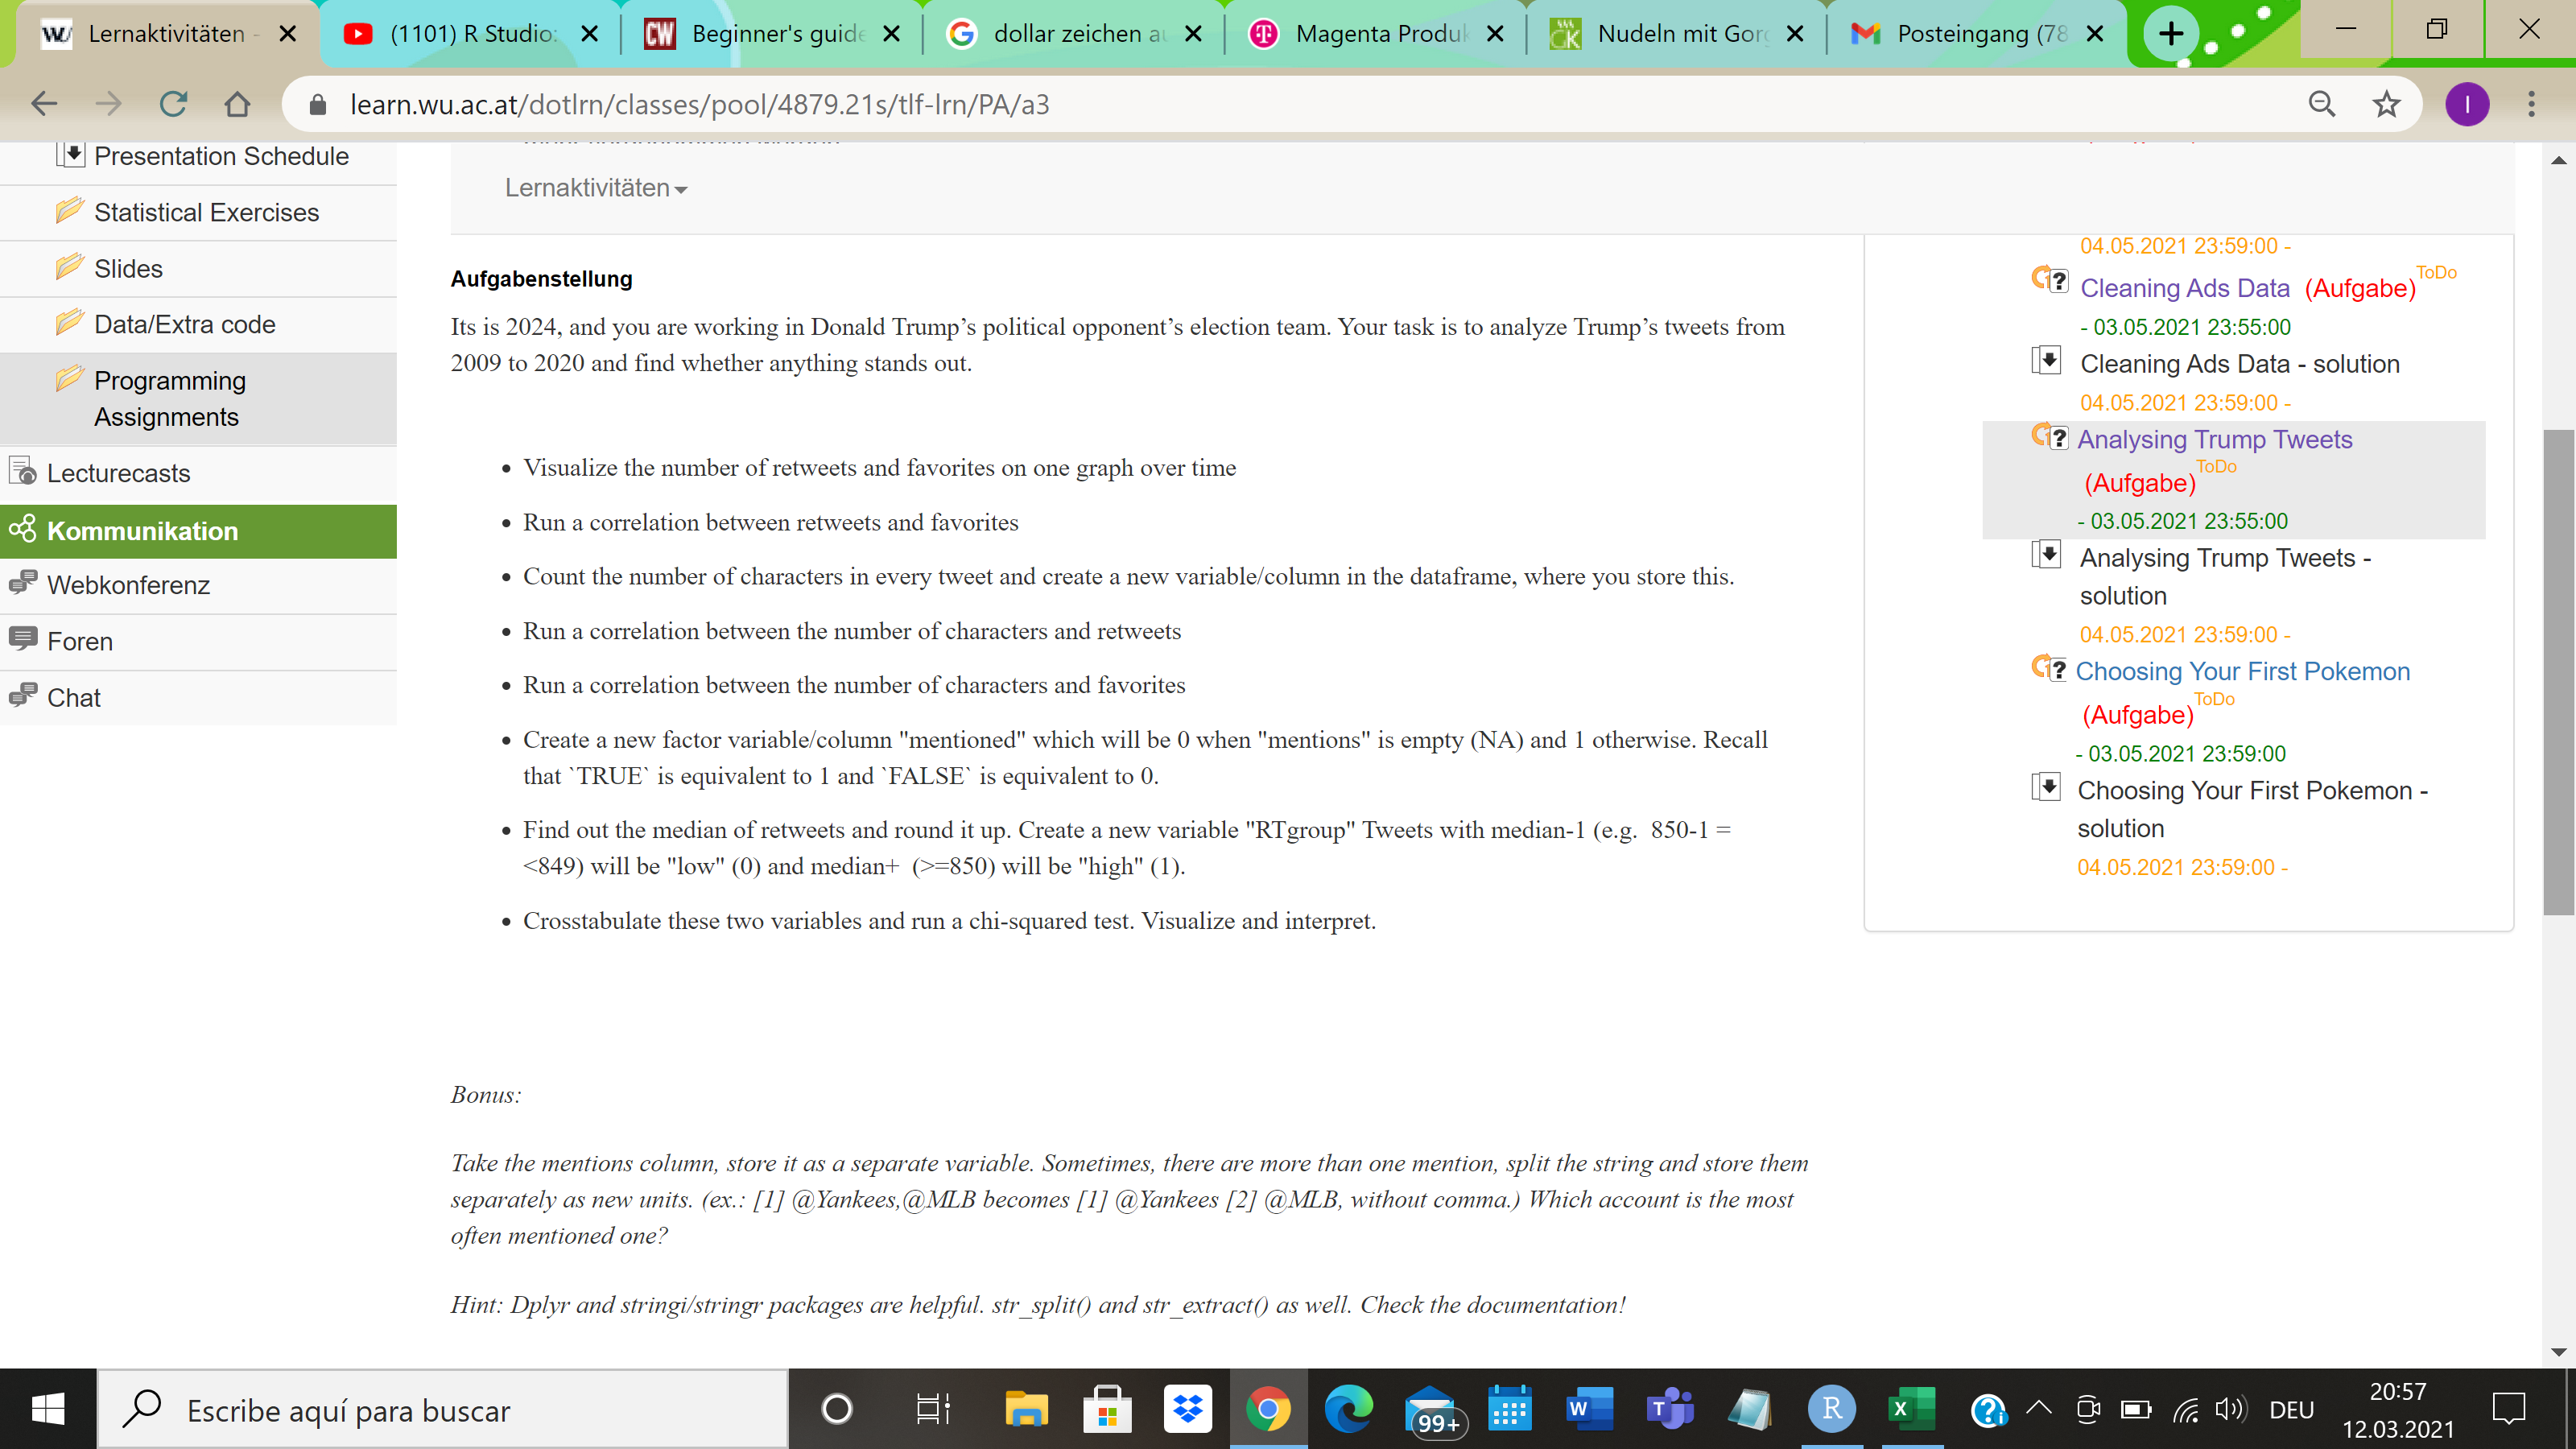 Lernaktivitäten -
(1101) R Studio:
CW
Beginner's guide
dollar zeichen au
Magenta Produk
Nudeln mit Gorg
Posteingang (78
learn.wu.ac.at/dotlrn/classes/pool/4879.21s/tlf-lrn/PA/a3
I
Presentation Schedule
Statistical Exercises
Slides
Data/Extra code
Programming
Assignments
Lecturecasts
Kommunikation
Webkonferenz
Foren
Chat
Lernaktivitäten
Aufgabenstellung
Its is 2024, and you are working in Donald Trump’s political opponent’s election team. Your task is to analyze Trump’s tweets from
2009 to 2020 and find whether anything stands out.
• Visualize the number of retweets and favorites on one graph over time
• Run a correlation between retweets and favorites
• Count the number of characters in every tweet and create a new variable/column in the dataframe, where you store this.
• Run a correlation between the number of characters and retweets
• Run a correlation between the number of characters and favorites
• Create a new factor variable/column "mentioned" which will be 0 when "mentions" is empty (NA) and 1 otherwise. Recall
that `TRUE` is equivalent to 1 and `FALSE` is equivalent to 0.
• Find out the median of retweets and round it up. Create a new variable "RTgroup" Tweets with median-1 (e.g.  850-1 =
<849) will be "low" (0) and median+  (>=850) will be "high" (1).
• Crosstabulate these two variables and run a chi-squared test. Visualize and interpret.
Bonus:
Take the mentions column, store it as a separate variable. Sometimes, there are more than one mention, split the string and store them
separately as new units. (ex.: [1] @Yankees,@MLB becomes [1] @Yankees [2] @MLB, without comma.) Which account is the most
often mentioned one?
Hint: Dplyr and stringi/stringr packages are helpful. str_split() and str_extract() as well. Check the documentation!
04.05.2021 23:59:00 -
Cleaning Ads Data (Aufgabe) ToDo
- 03.05.2021 23:55:00
Cleaning Ads Data - solution
04.05.2021 23:59:00 -
Analysing Trump Tweets
(Aufgabe) ToDo
- 03.05.2021 23:55:00
Analysing Trump Tweets -
solution
04.05.2021 23:59:00 -
Choosing Your First Pokemon
(Aufgabe) ToDo
- 03.05.2021 23:59:00
Choosing Your First Pokemon -
solution
04.05.2021 23:59:00 -
Escribe aquí para buscar
99+
DEU
20:57
12.03.2021